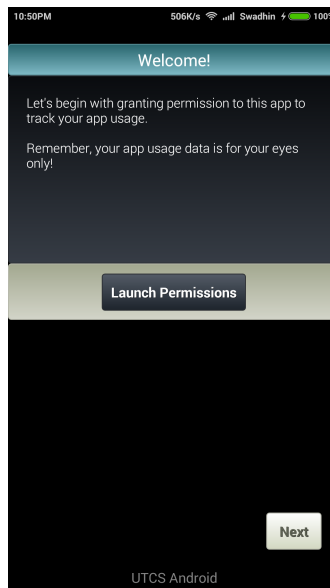 10:50PM 506K/s Swadhin 100%
Welcome!
Let's begin with granting permission to this app to
track your app usage.
Remember, your app usage data is for your eyes
only!
Launch Permissions
Next
UTCS Android